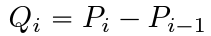 Q_i = P_i − P_{i−1}